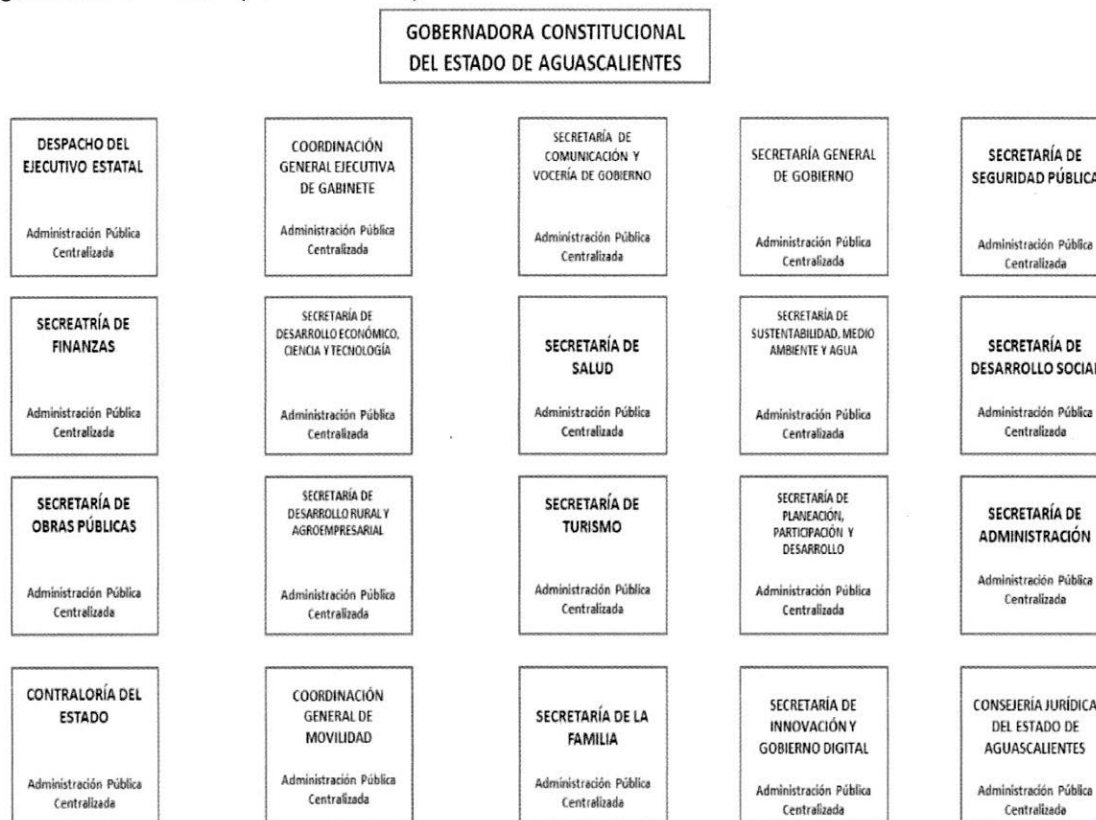 GOBERNADORA CONSTITUCIONAL
DEL ESTADO DE AGUASCALIENTES
DESPACHO DEL
EJECUTIVO ESTATAL
Administración Pública
Centralizada
COORDINACIÓN
GENERAL EJECUTIVA
DE GABINETE
Administración Pública
Centralizada
SECRETARÍA DE
COMUNICACIÓN Y
VOCERÍA DE GOBIERNO
Administración Pública
Centralizada
SECRETARÍA GENERAL
DE GOBIERNO
Administración Pública
Centralizada
SECRETARÍA DE
SEGURIDAD PÚBLICA
Administración Pública
Centralizada
SECREATRÍA DE
FINANZAS
Administración Pública
Centralizada
SECRETARÍA DE
DESARROLLO ECONÓMICO,
CIENCIA Y TECNOLOGÍA
Administración Pública
Centralizada
SECRETARÍA DE
SALUD
Administración Pública
Centralizada
SECRETARÍA DE
SUSTENTABILIDAD, MEDIO
AMBIENTE Y AGUA
Administración Pública
Centralizada
SECRETARÍA DE
DESARROLLO SOCIAL
Administración Pública
Centralizada
SECRETARÍA DE
OBRAS PÚBLICAS
Administración Pública
Centralizada
SECRETARÍA DE
DESARROLLO RURAL Y
AGROEMPRESARIAL
Administración Pública
Centralizada
SECRETARÍA DE
TURISMO
Administración Pública
Centralizada
SECRETARÍA DE
PLANEACIÓN,
PARTICIPACIÓN Y
DESARROLLO
Administración Pública
Centralizada
SECRETARÍA DE
ADMINISTRACIÓN
Administración Pública
Centralizada
CONTRALORÍA DEL
ESTADO
Administración Pública
Centralizada
COORDINACIÓN
GENERAL DE
MOVILIDAD
Administración Pública
Centralizada
SECRETARÍA DE LA
FAMILIA
Administración Pública
Centralizada
SECRETARÍA DE
INNOVACIÓN Y
GOBIERNO DIGITAL
Administración Pública
Centralizada
CONSEJERÍA JURÍDICA
DEL ESTADO DE
AGUASCALIENTES
Administración Pública
Centralizada